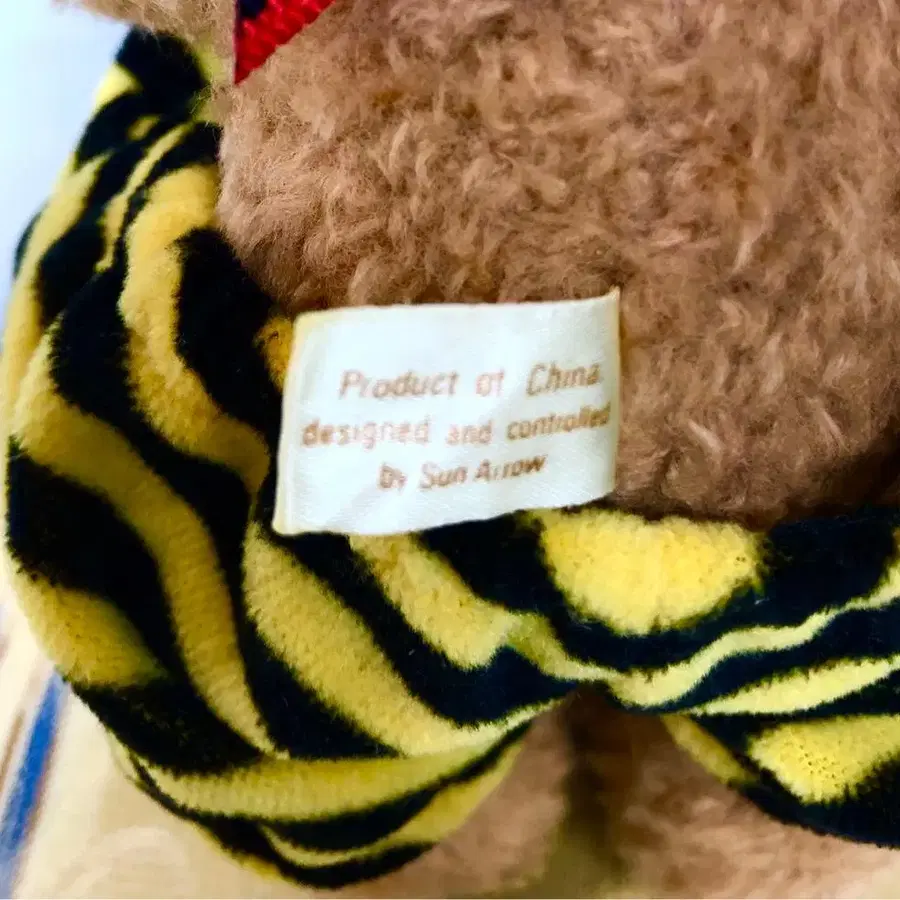 Product of China
designed and controlled
by Sun Arrow